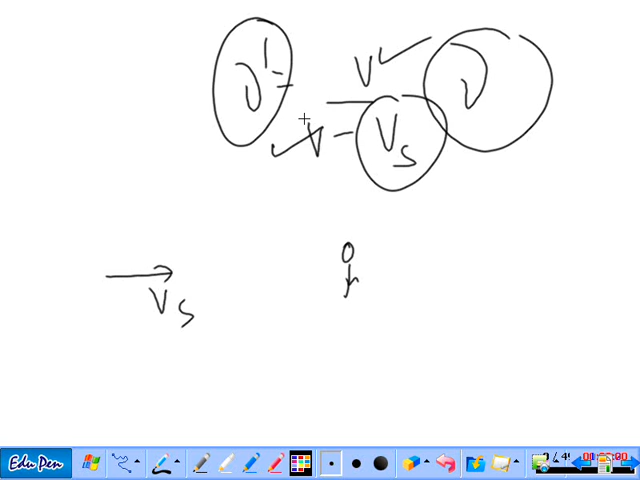 ν' = V ν
V - Vs
Vs
Edu Pen